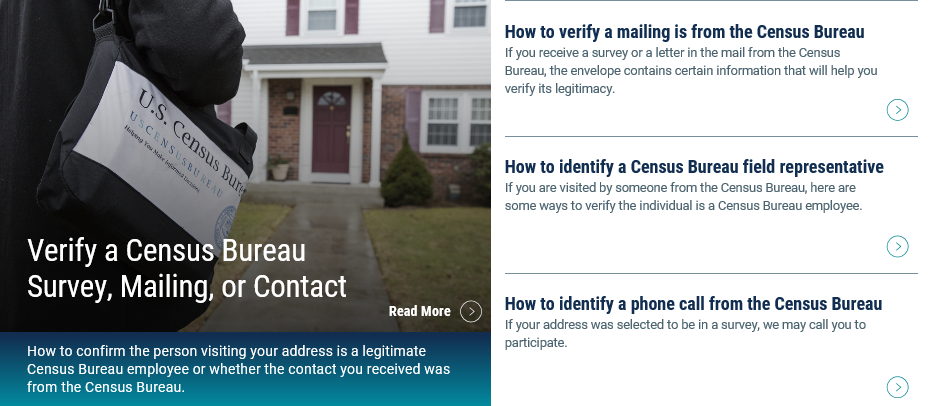 U.S. Census Bure
USCENSUSBUREAU
Helping You Make Informed Decisions
Verify a Census Bureau
Survey, Mailing, or Contact
Read More
How to confirm the person visiting your address is a legitimate
Census Bureau employee or whether the contact you received was
from the Census Bureau.
How to verify a mailing is from the Census Bureau
If you receive a survey or a letter in the mail from the Census
Bureau, the envelope contains certain information that will help you
verify its legitimacy.
How to identify a Census Bureau field representative
If you are visited by someone from the Census Bureau, here are
some ways to verify the individual is a Census Bureau employee.
How to identify a phone call from the Census Bureau
If your address was selected to be in a survey, we may call you to
participate.